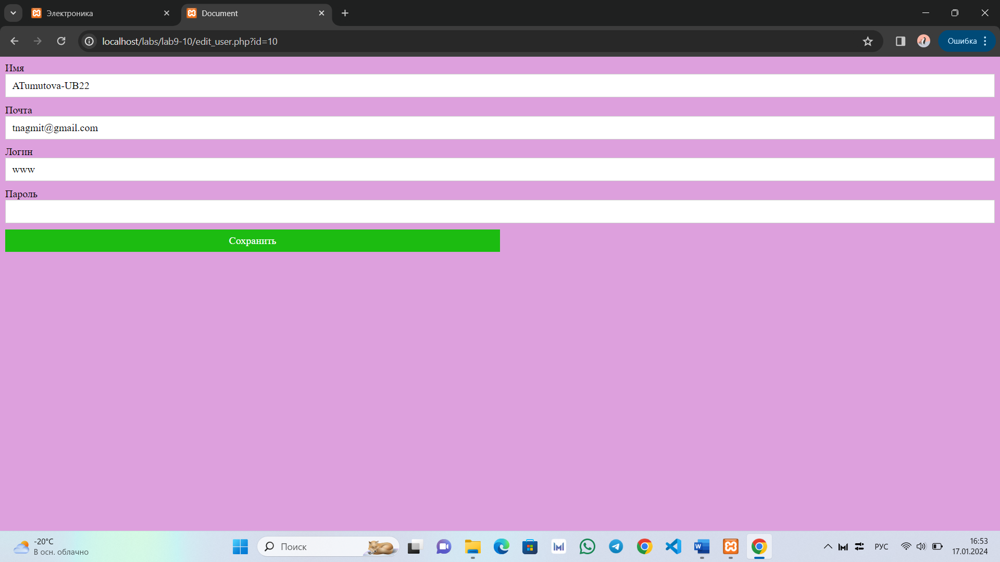 Электроника
Document
localhost/labs/lab9-10/edit_user.php?id=10
Ошибка
Имя
ATumutova-UB22
Почта
tnagmit@gmail.com
Логин
www
Пароль
Сохранить
-20°C
В осн. облачно
Поиск
РУС
16:53
17.01.2024